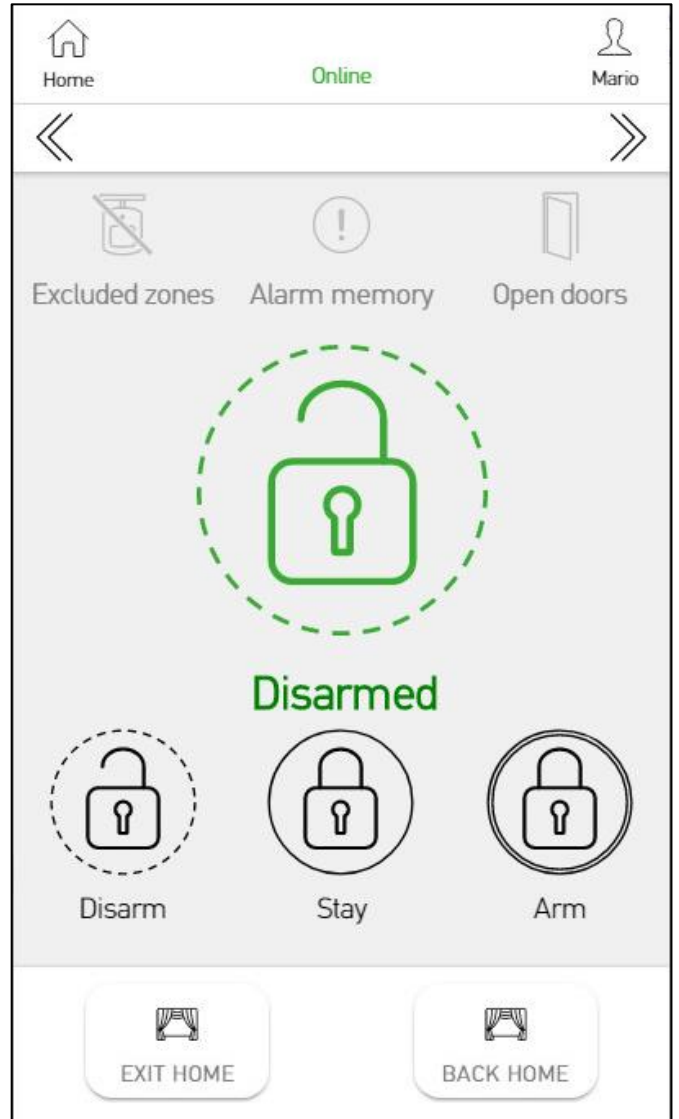 Home Online Mario
Excluded zones Alarm memory Open doors
Disarmed
Disarm Stay Arm
EXIT HOME BACK HOME